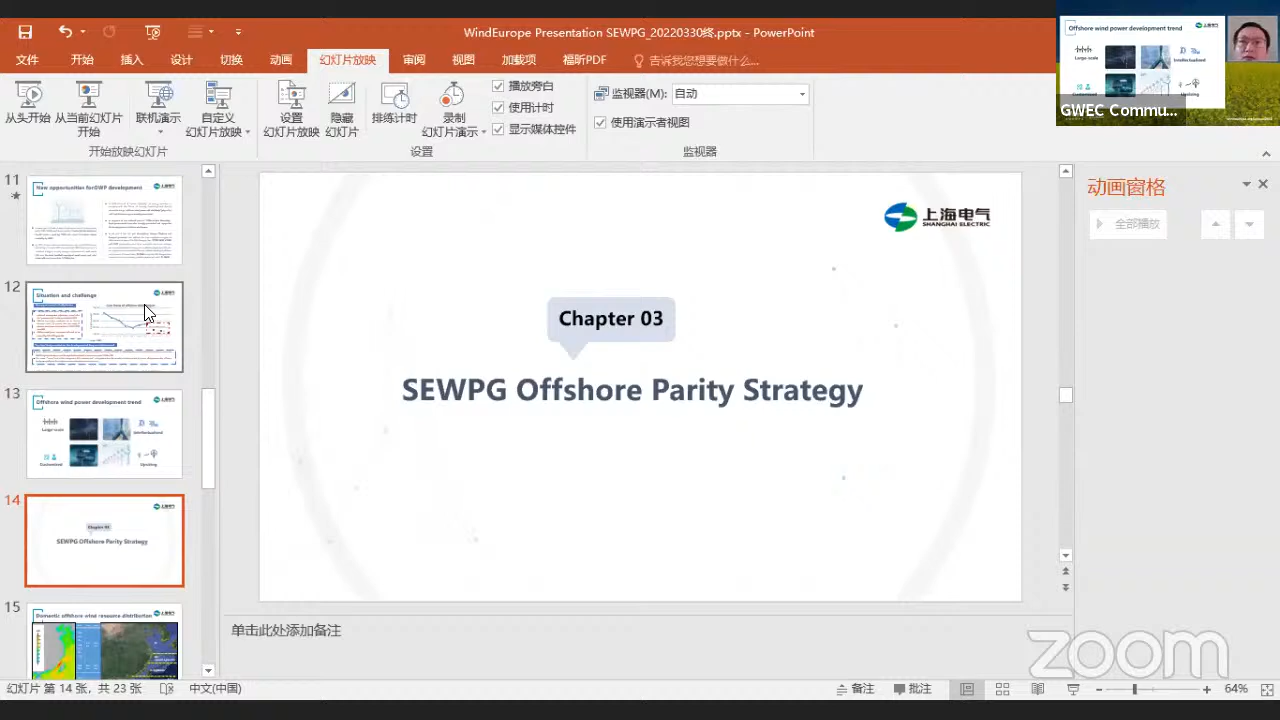 WindEurope Presentation SEWPG_20220330终.pptx - PowerPoint
文件 开始 插入 设计 切换 动画 幻灯片放映 视图 加载项 福昕PDF 告诉我您想要做什么...
从头开始 从当前幻灯片开始 联机演示 自定义幻灯片放映 设置幻灯片放映 隐藏幻灯片 排练计时 录制幻灯片演示
播放旁白
使用计时
显示媒体控件
监视器(M): 自动
使用演示者视图
开始放映幻灯片 设置 监视器
Offshore wind power development trend
上海电气
Large-scale
Intellectualized
Customized
Upsizing
GWEC Commu...
11
New opportunities for OWP development
12
Situation and challenge
13
Offshore wind power development trend
Large-scale
Intellectualized
Customized
Upsizing
14
Chapter 03
SEWPG Offshore Parity Strategy
15
Domestic offshore wind resource distribution
上海电气
SHANGHAI ELECTRIC
Chapter 03
SEWPG Offshore Parity Strategy
动画窗格
全部播放
单击此处添加备注
zoom
幻灯片 第 14 张，共 23 张 中文(中国) 备注 批注 64%